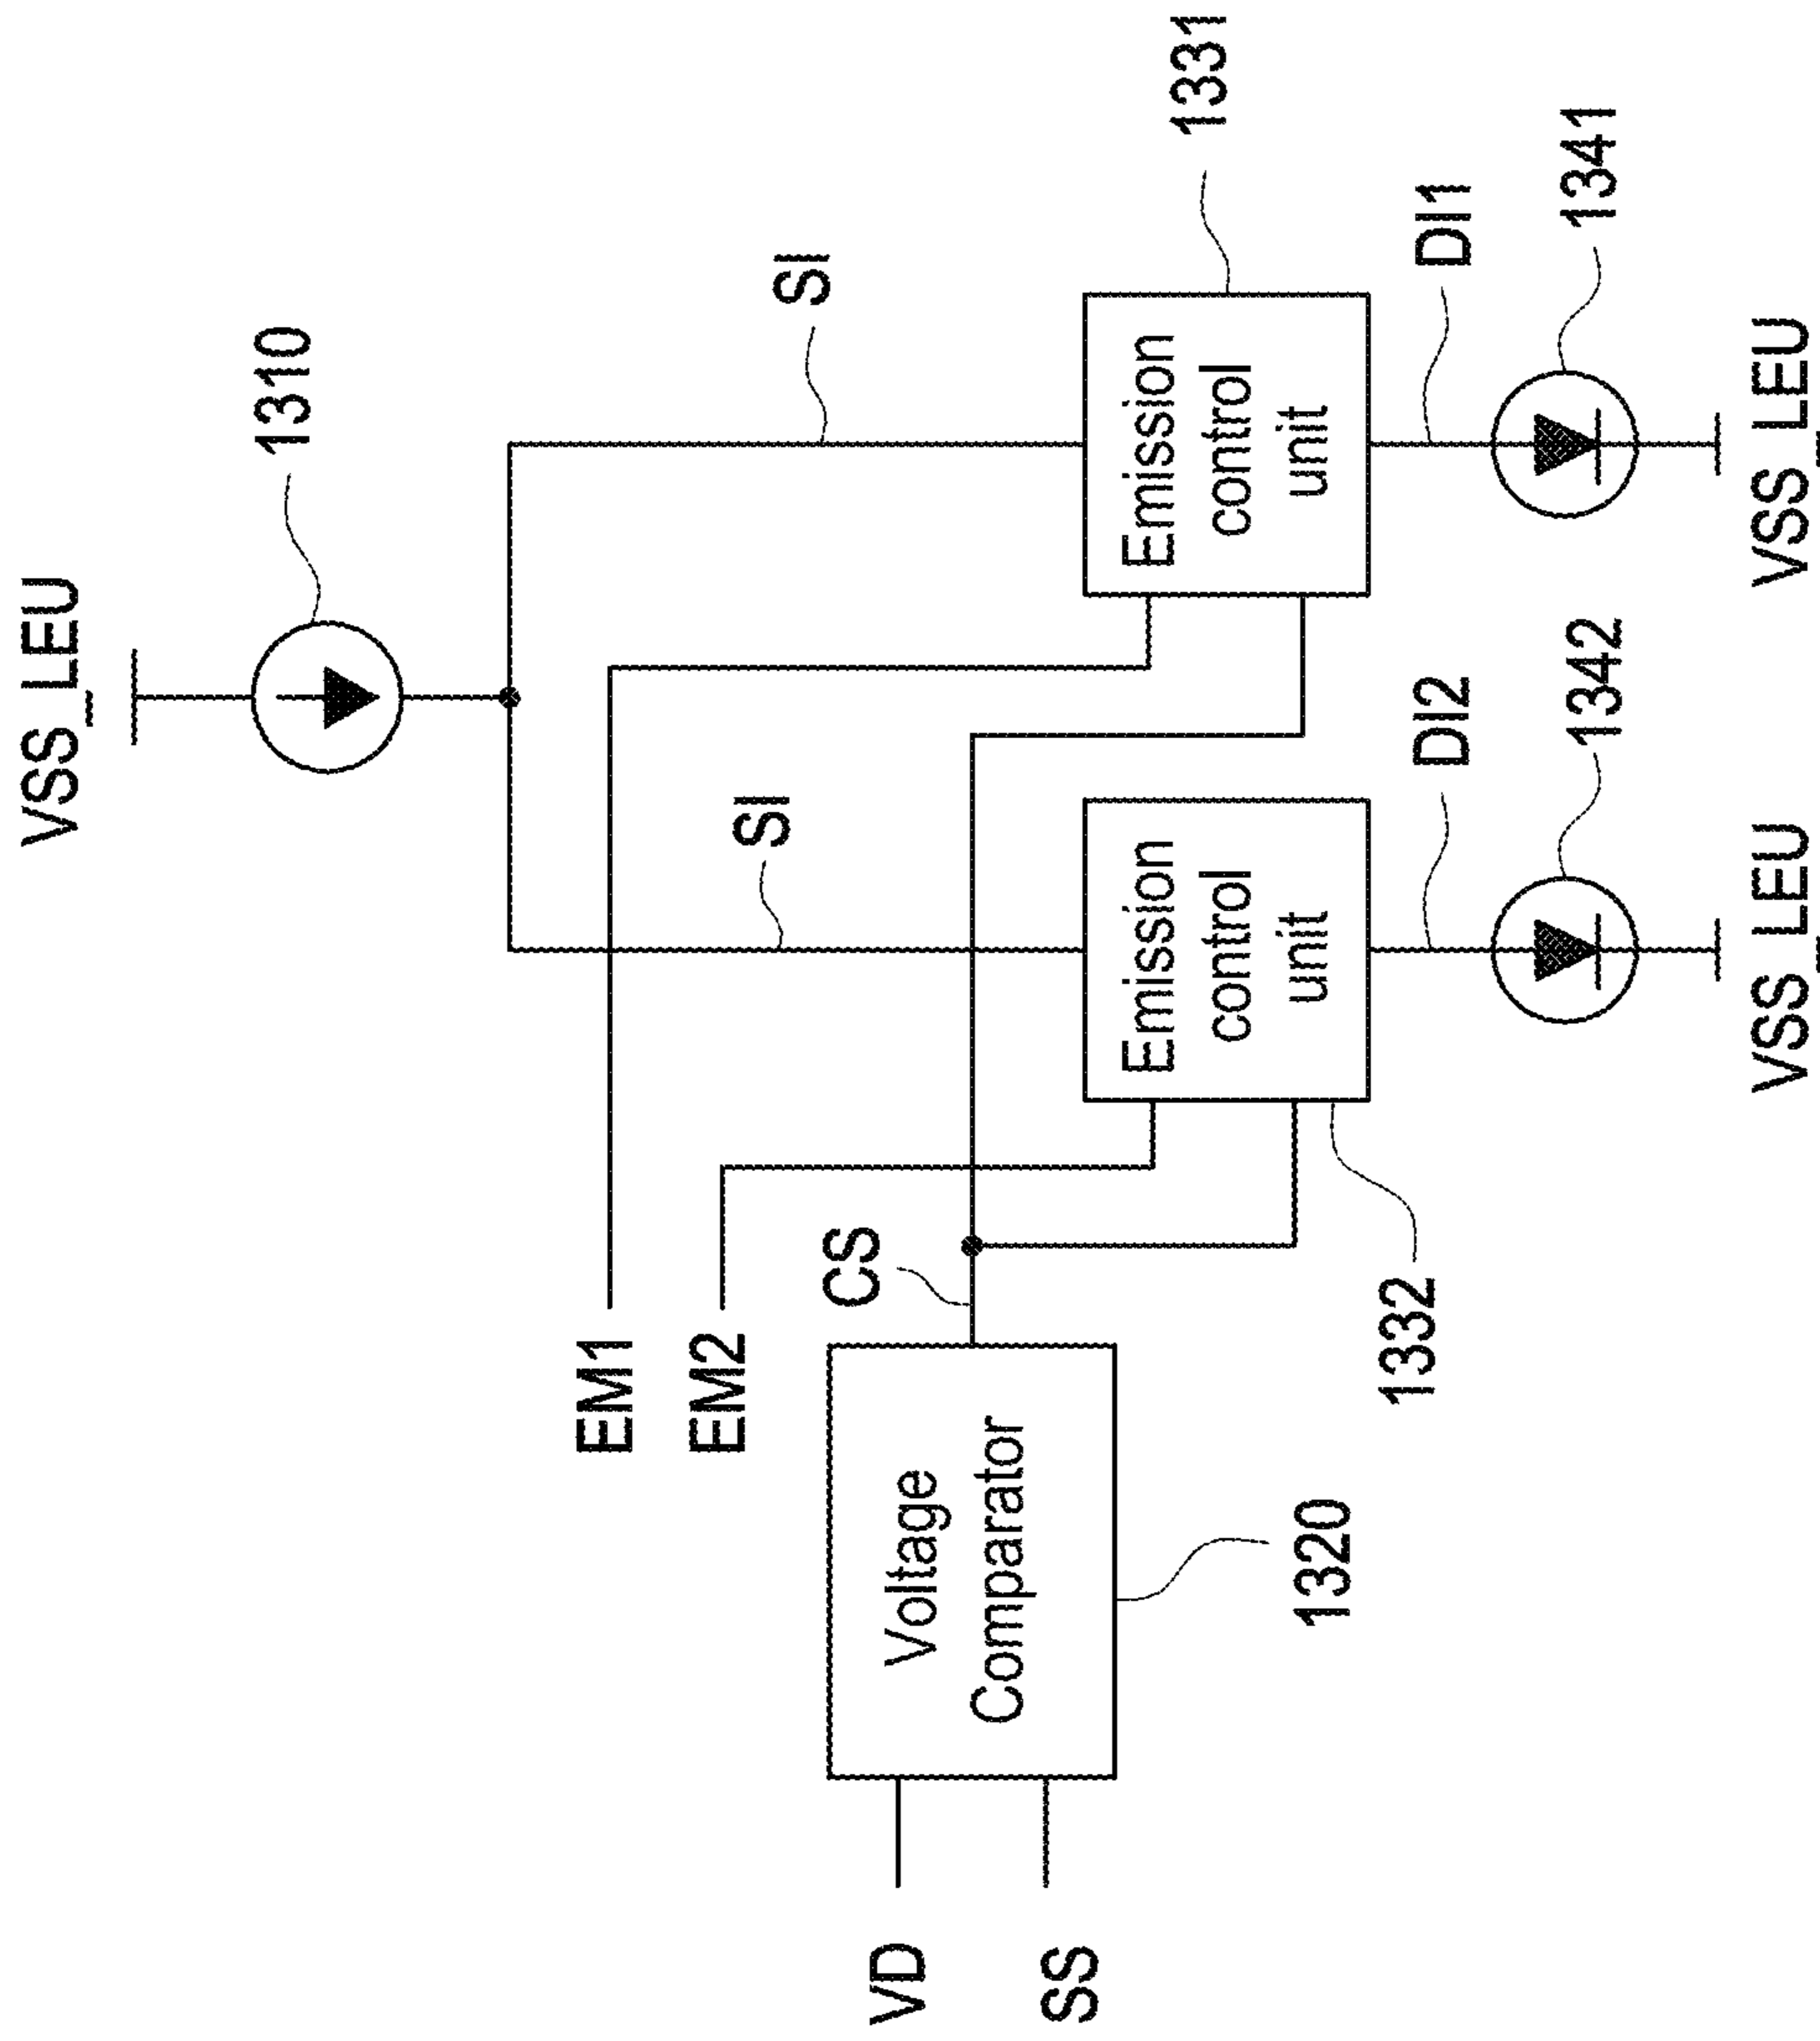 VSS_LEU
1310
SI
SI
EM1
EM2
CS
VD
SS
Voltage
Comparator
1320
Emission
control
unit
1332
Emission
control
unit
1331
DI2
DI1
1342
1341
VSS_LEU
VSS_LEU